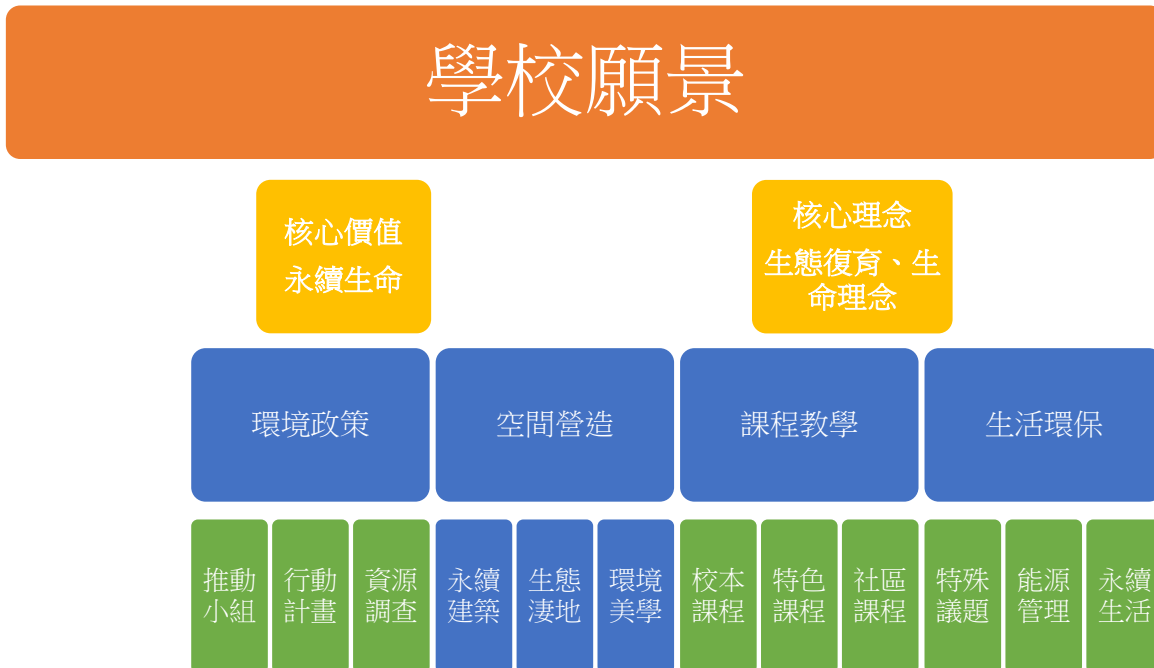 學校願景
核心價值
永續生命
核心理念
生態復育、生
命理念
環境政策
空間營造
課程教學
生活環保
推動
小組
行動
計畫
資源
調查
永續
建築
生態
淒地
環境
美學
校本
課程
特色
課程
社區
課程
特殊
議題
能源
管理
永續
生活